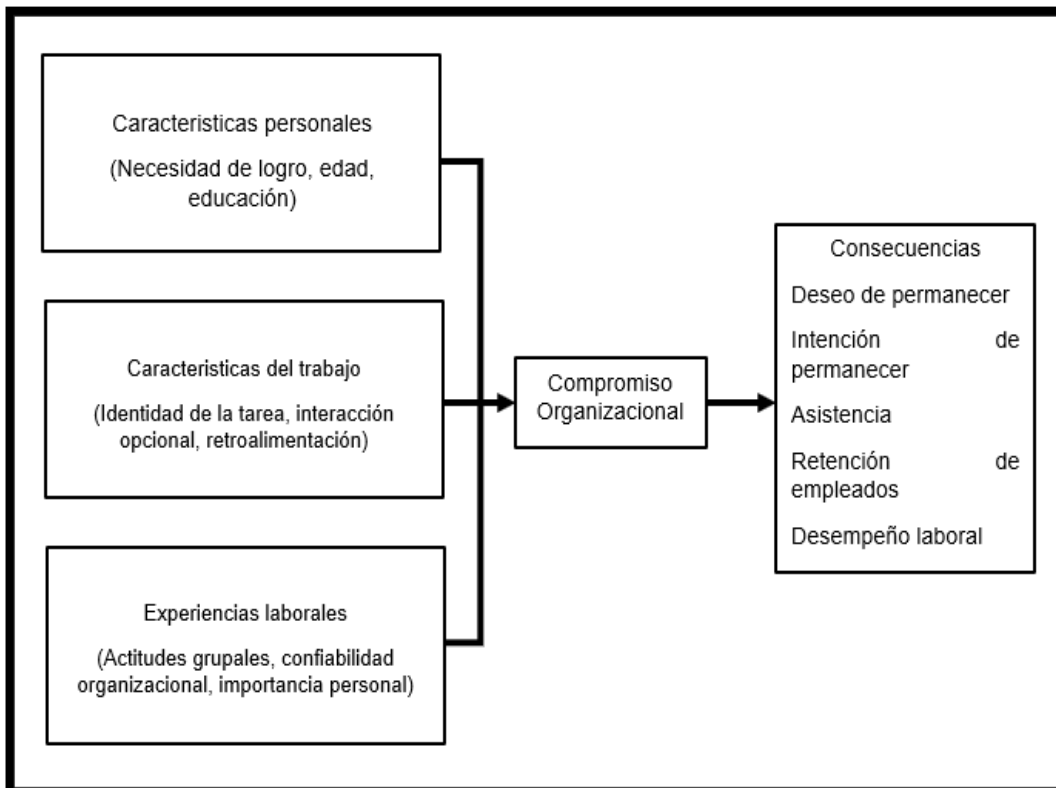 Caracteristicas personales
(Necesidad de logro, edad,
educación)
Caracteristicas del trabajo
(Identidad de la tarea, interacción
opcional, retroalimentación)
Experiencias laborales
(Actitudes grupales, confiabilidad
organizacional, importancia personal)
Compromiso
Organizacional
Consecuencias
Deseo de permanecer
Intención de
permanecer
Asistencia
Retención de
empleados
Desempeño laboral